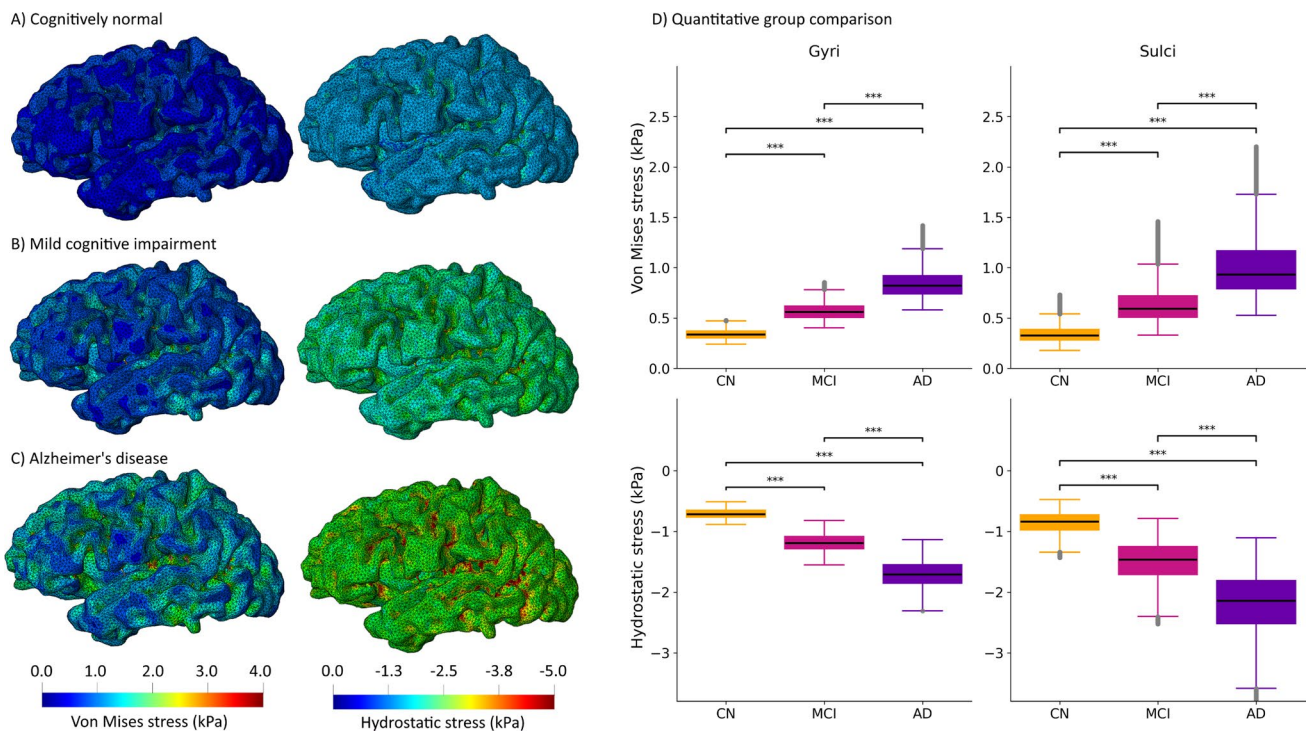 A) Cognitively normal
B) Mild cognitive impairment
C) Alzheimer's disease
0.0 1.0 2.0 3.0 4.0
Von Mises stress (kPa)
0.0 -1.3 -2.5 -3.8 -5.0
Hydrostatic stress (kPa)
D) Quantitative group comparison
Gyri
Von Mises stress (kPa)
2.5
2.0
1.5
1.0
0.5
0.0
***
***
***
CN MCI AD
Sulci
2.5
2.0
1.5
1.0
0.5
0.0
***
***
***
CN MCI AD
Hydrostatic stress (kPa)
0
−1
−2
−3
***
***
***
CN MCI AD
0
−1
−2
−3
***
***
***
CN MCI AD